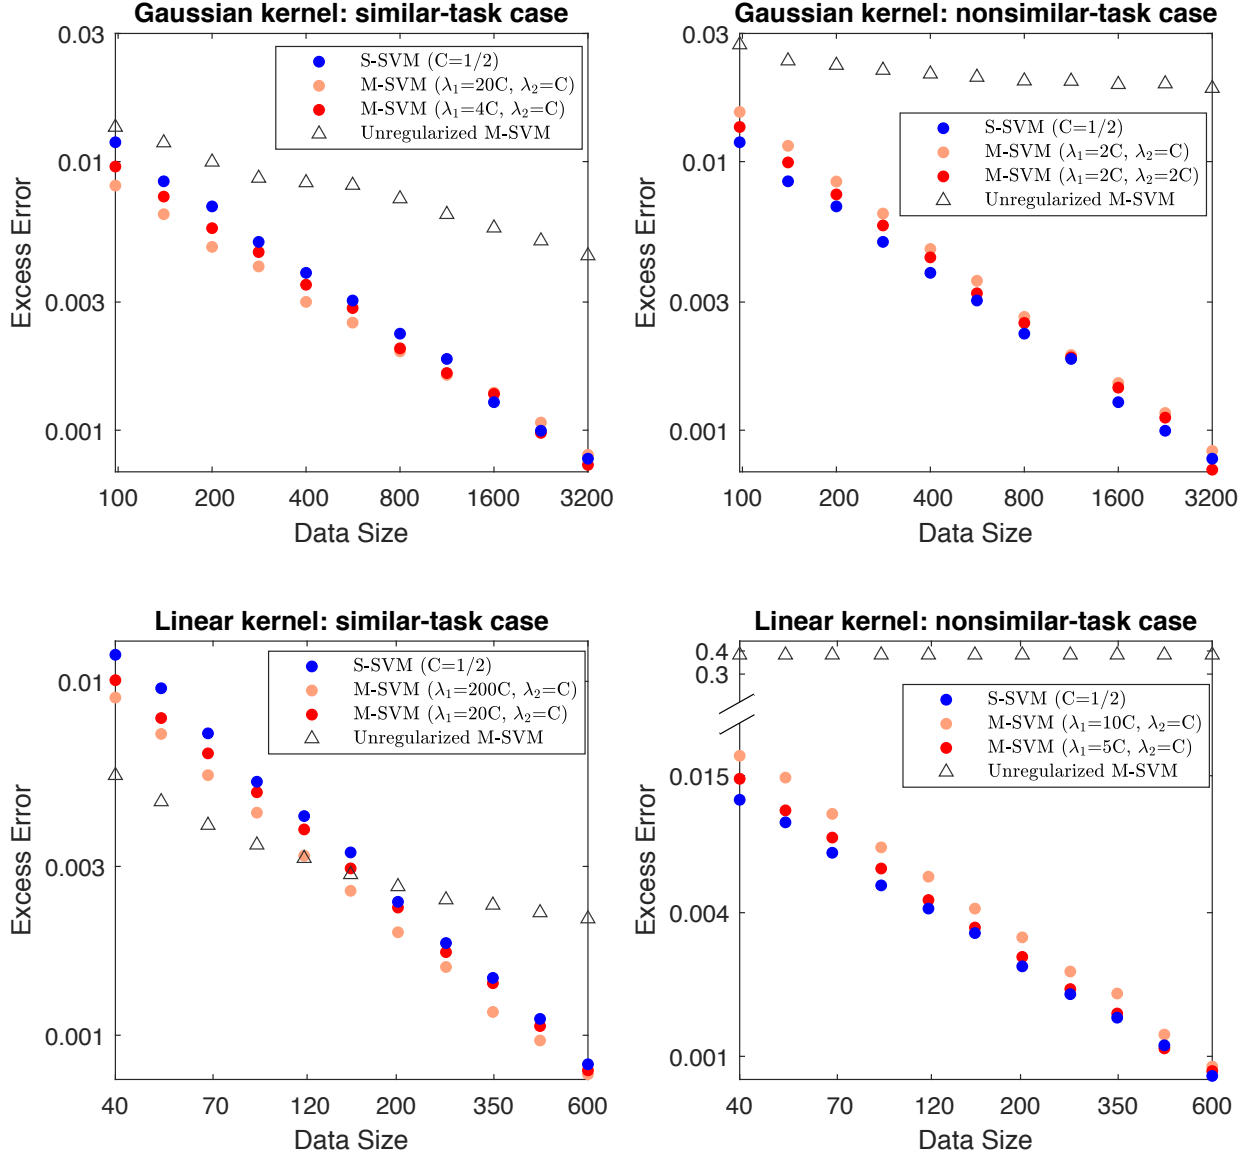 Gaussian kernel: similar-task case
0.03
0.01
0.003
0.001
Excess Error
S-SVM (C=1/2)
M-SVM (λ₁=20C, λ₂=C)
M-SVM (λ₁=4C, λ₂=C)
Unregularized M-SVM
100 200 400 800 1600 3200
Data Size
Gaussian kernel: nonsimilar-task case
0.03
0.01
0.003
0.001
Excess Error
S-SVM (C=1/2)
M-SVM (λ₁=2C, λ₂=C)
M-SVM (λ₁=2C, λ₂=2C)
Unregularized M-SVM
100 200 400 800 1600 3200
Data Size
Linear kernel: similar-task case
0.01
0.003
0.001
Excess Error
S-SVM (C=1/2)
M-SVM (λ₁=200C, λ₂=C)
M-SVM (λ₁=20C, λ₂=C)
Unregularized M-SVM
40 70 120 200 350 600
Data Size
Linear kernel: nonsimilar-task case
0.4
0.3
0.015
0.004
0.001
Excess Error
S-SVM (C=1/2)
M-SVM (λ₁=10C, λ₂=C)
M-SVM (λ₁=5C, λ₂=C)
Unregularized M-SVM
40 70 120 200 350 600
Data Size